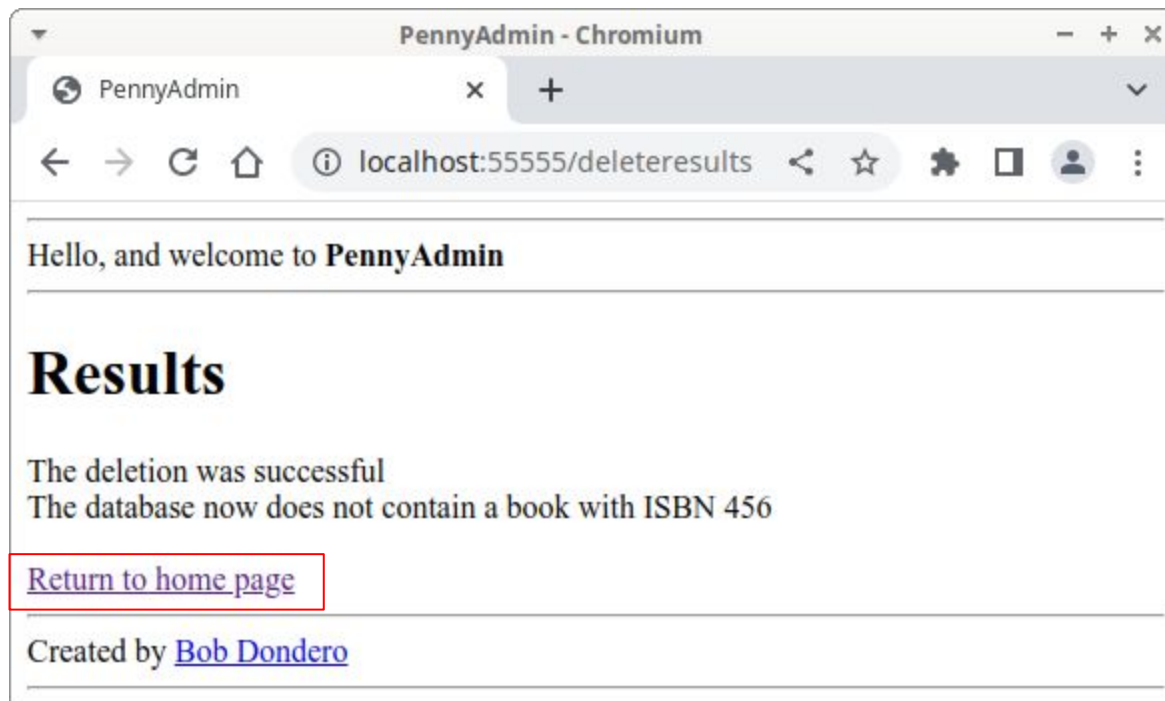 PennyAdmin - Chromium
PennyAdmin
localhost:55555/deleteresults
Hello, and welcome to PennyAdmin
Results
The deletion was successful
The database now does not contain a book with ISBN 456
Return to home page
Created by Bob Dondero